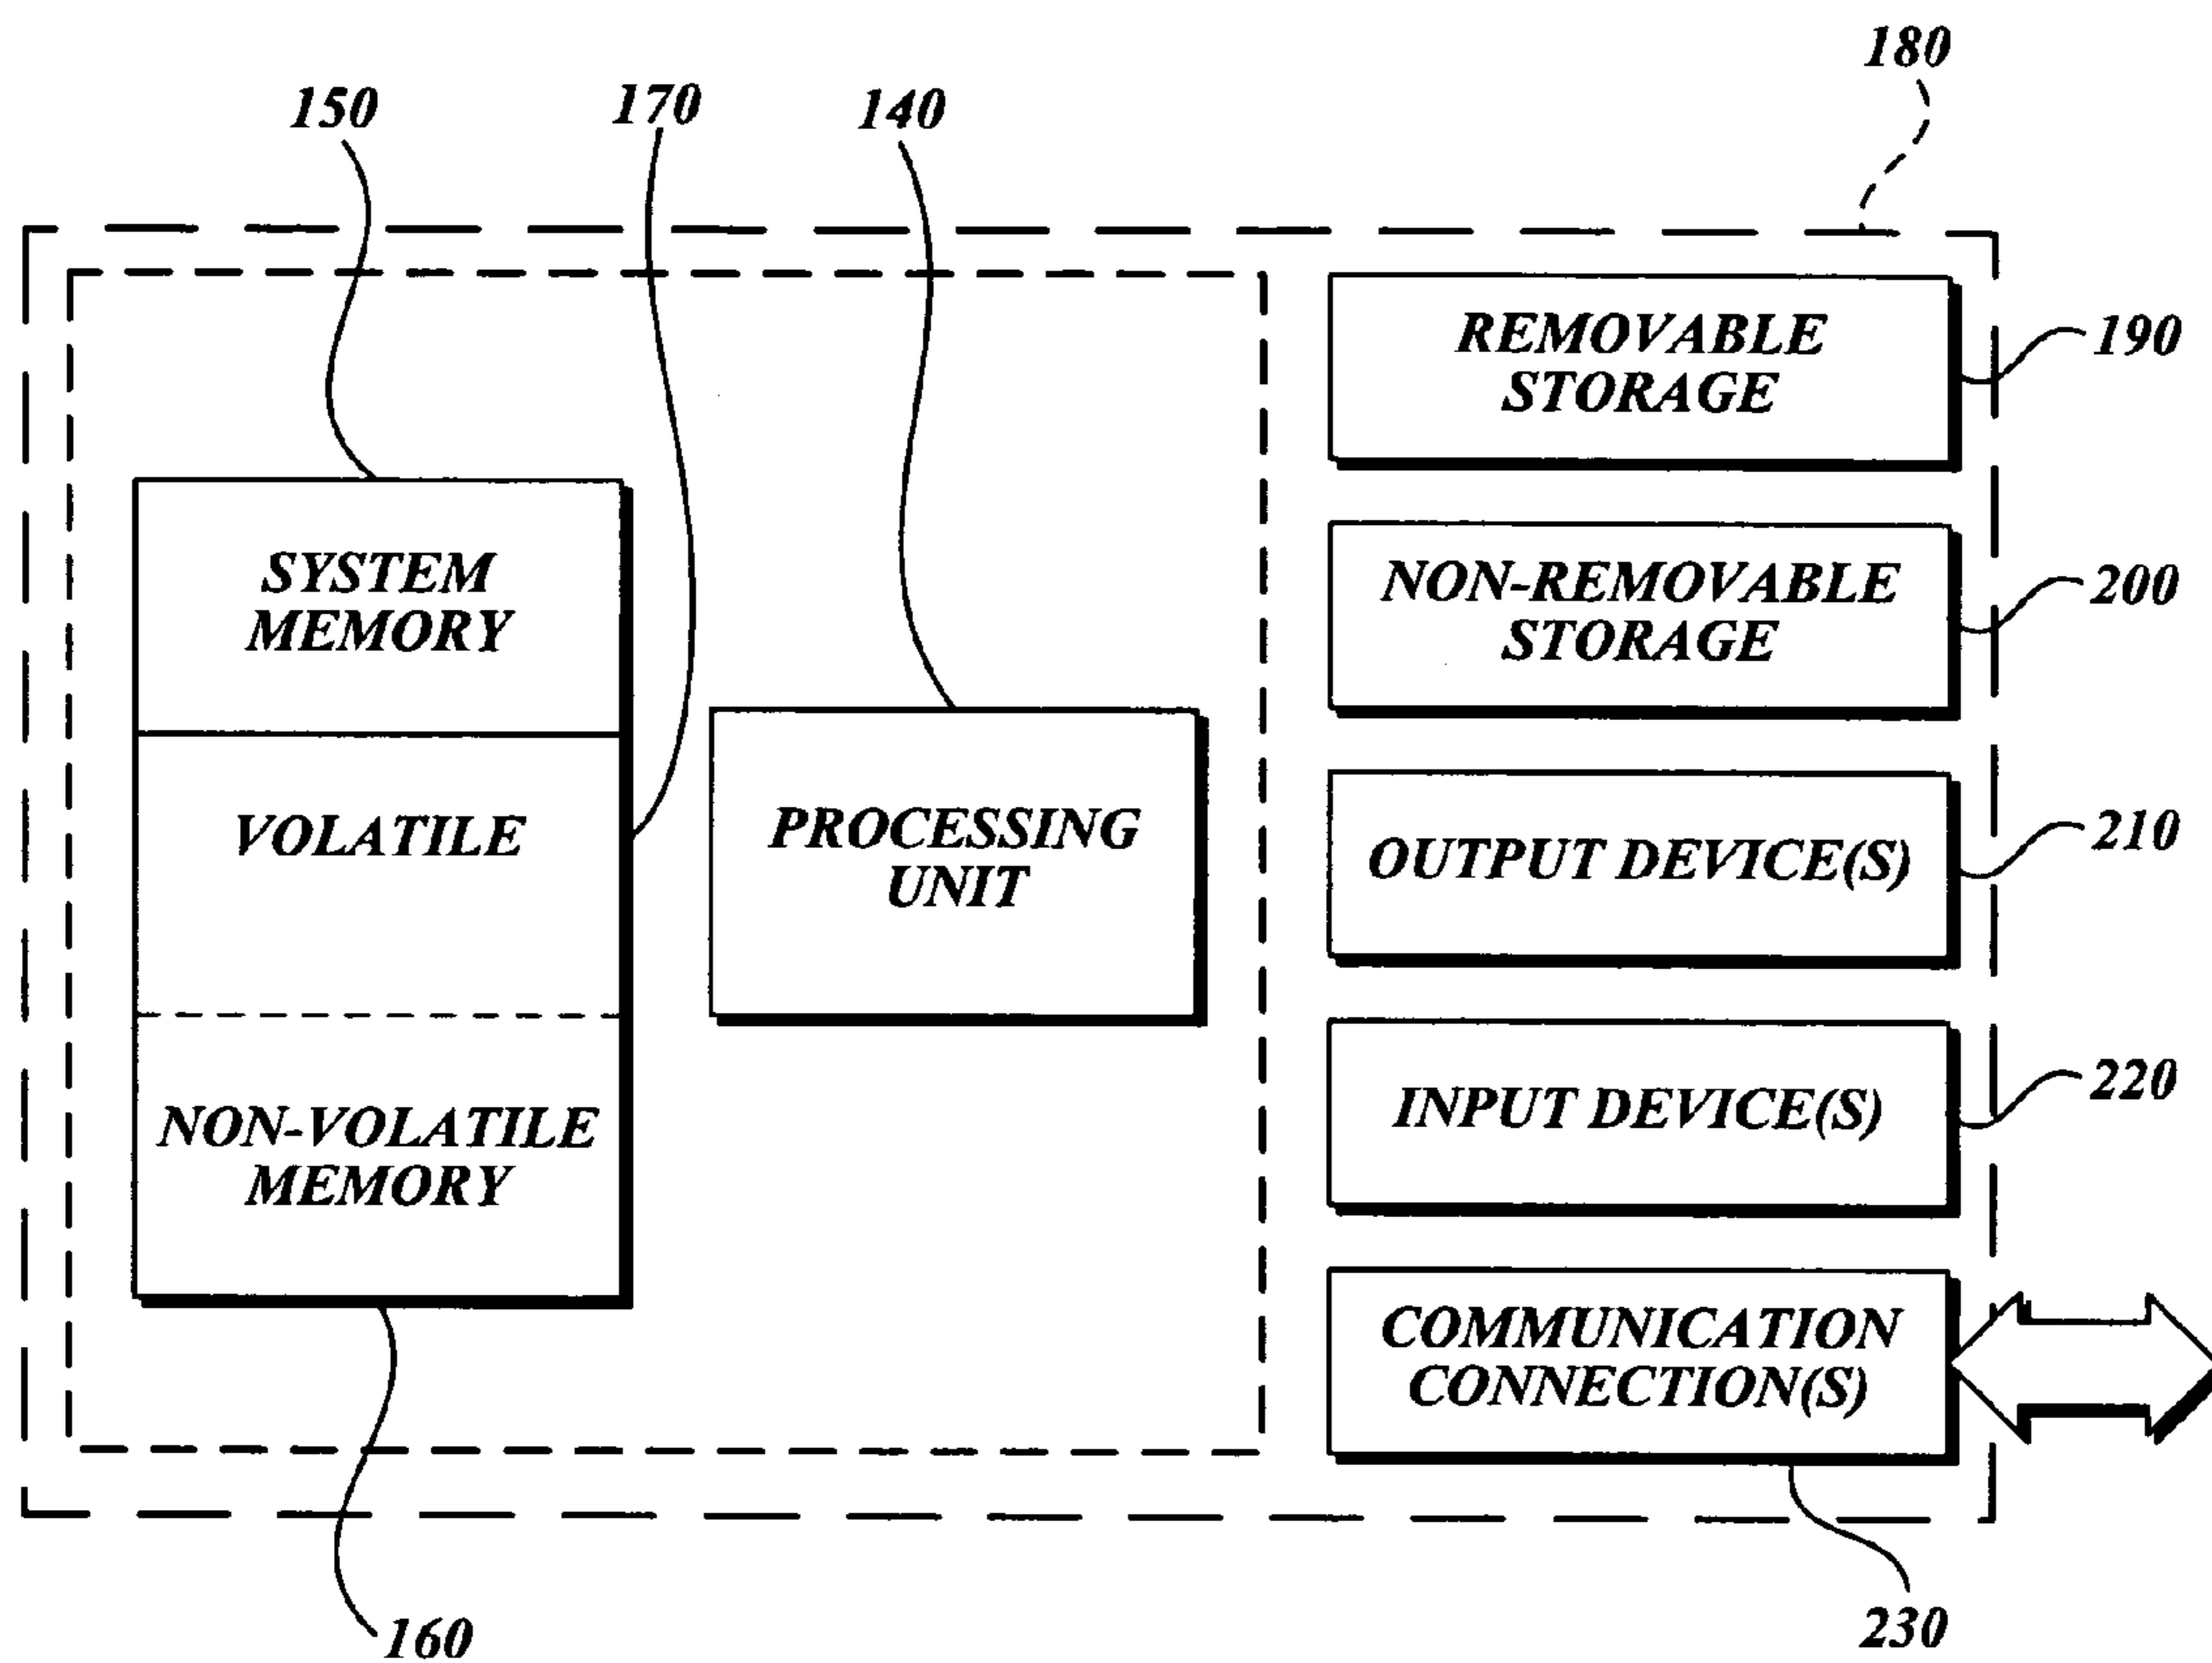 180
150
170
140
REMOVABLE
STORAGE
190
SYSTEM
MEMORY
NON-REMOVABLE
STORAGE
200
VOLATILE
PROCESSING
UNIT
OUTPUT DEVICE(S)
210
NON-VOLATILE
MEMORY
INPUT DEVICE(S)
220
COMMUNICATION
CONNECTION(S)
160
230